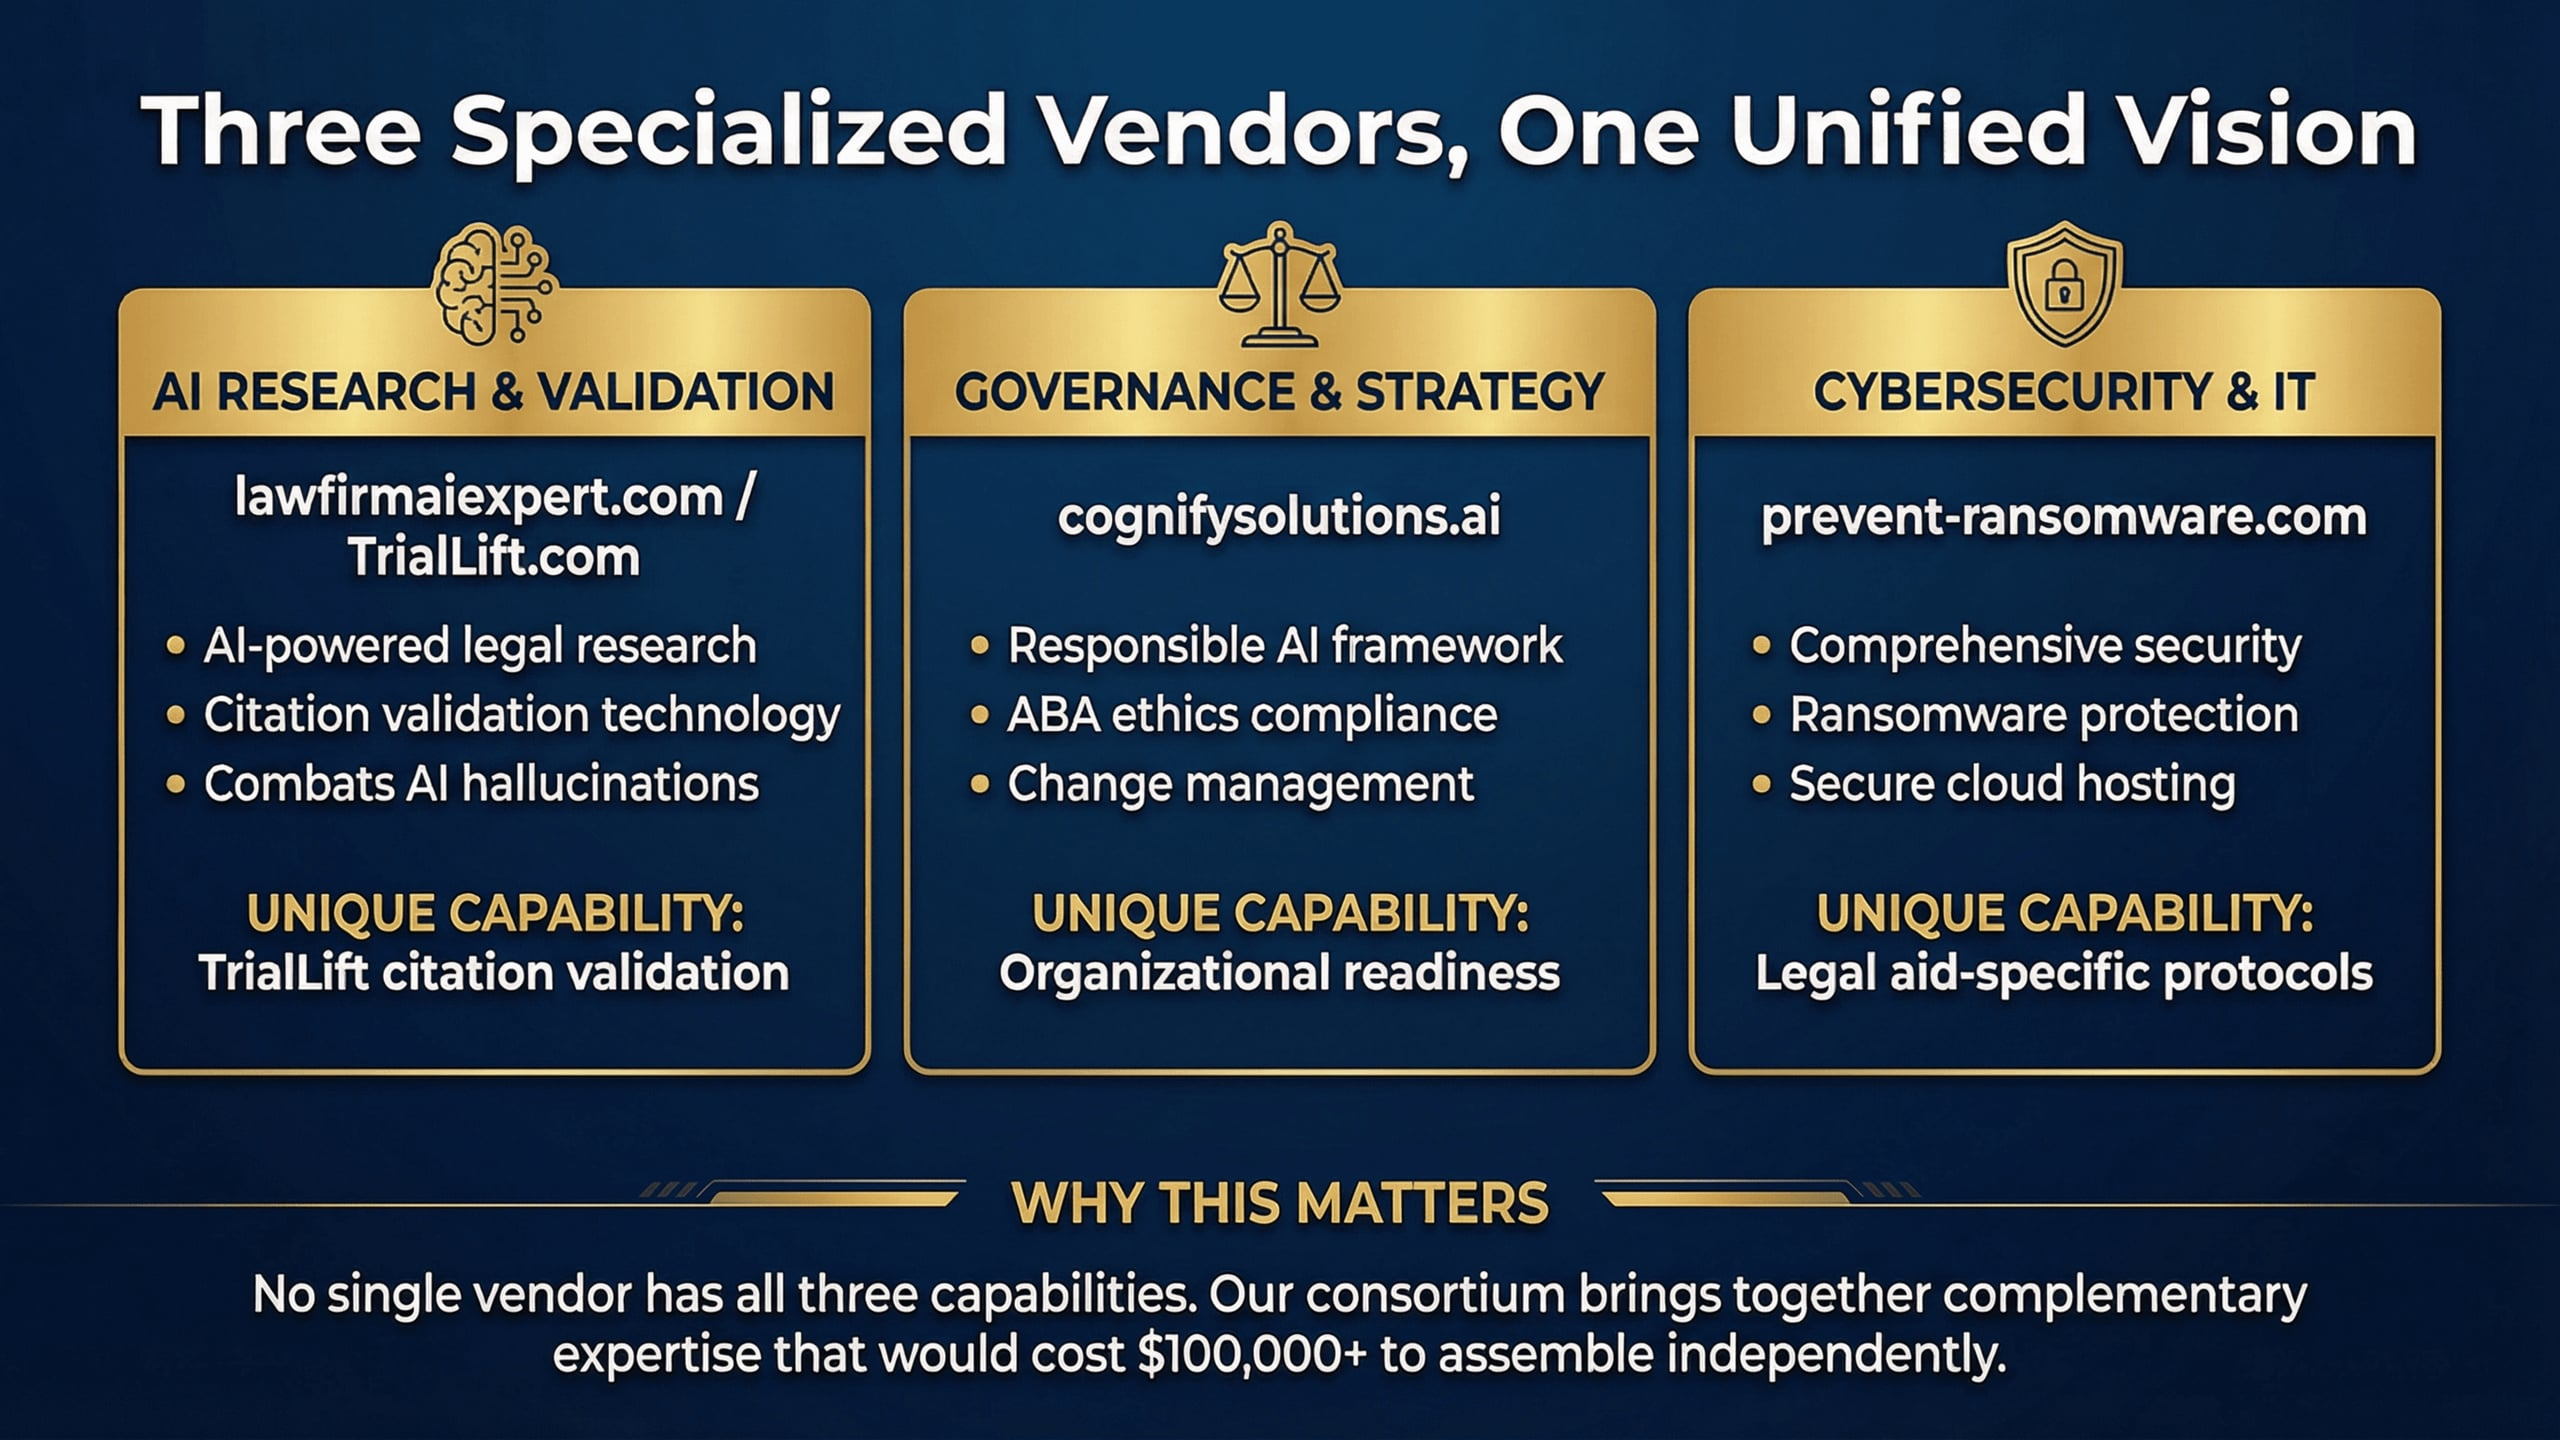 Three Specialized Vendors, One Unified Vision
AI RESEARCH & VALIDATION
lawfirmaiexpert.com /
TrialLift.com
• AI-powered legal research
• Citation validation technology
• Combats AI hallucinations
UNIQUE CAPABILITY:
TrialLift citation validation
GOVERNANCE & STRATEGY
cognifysolutions.ai
• Responsible AI framework
• ABA ethics compliance
• Change management
UNIQUE CAPABILITY:
Organizational readiness
CYBERSECURITY & IT
prevent-ransomware.com
• Comprehensive security
• Ransomware protection
• Secure cloud hosting
UNIQUE CAPABILITY:
Legal aid-specific protocols
WHY THIS MATTERS
No single vendor has all three capabilities. Our consortium brings together complementary
expertise that would cost $100,000+ to assemble independently.